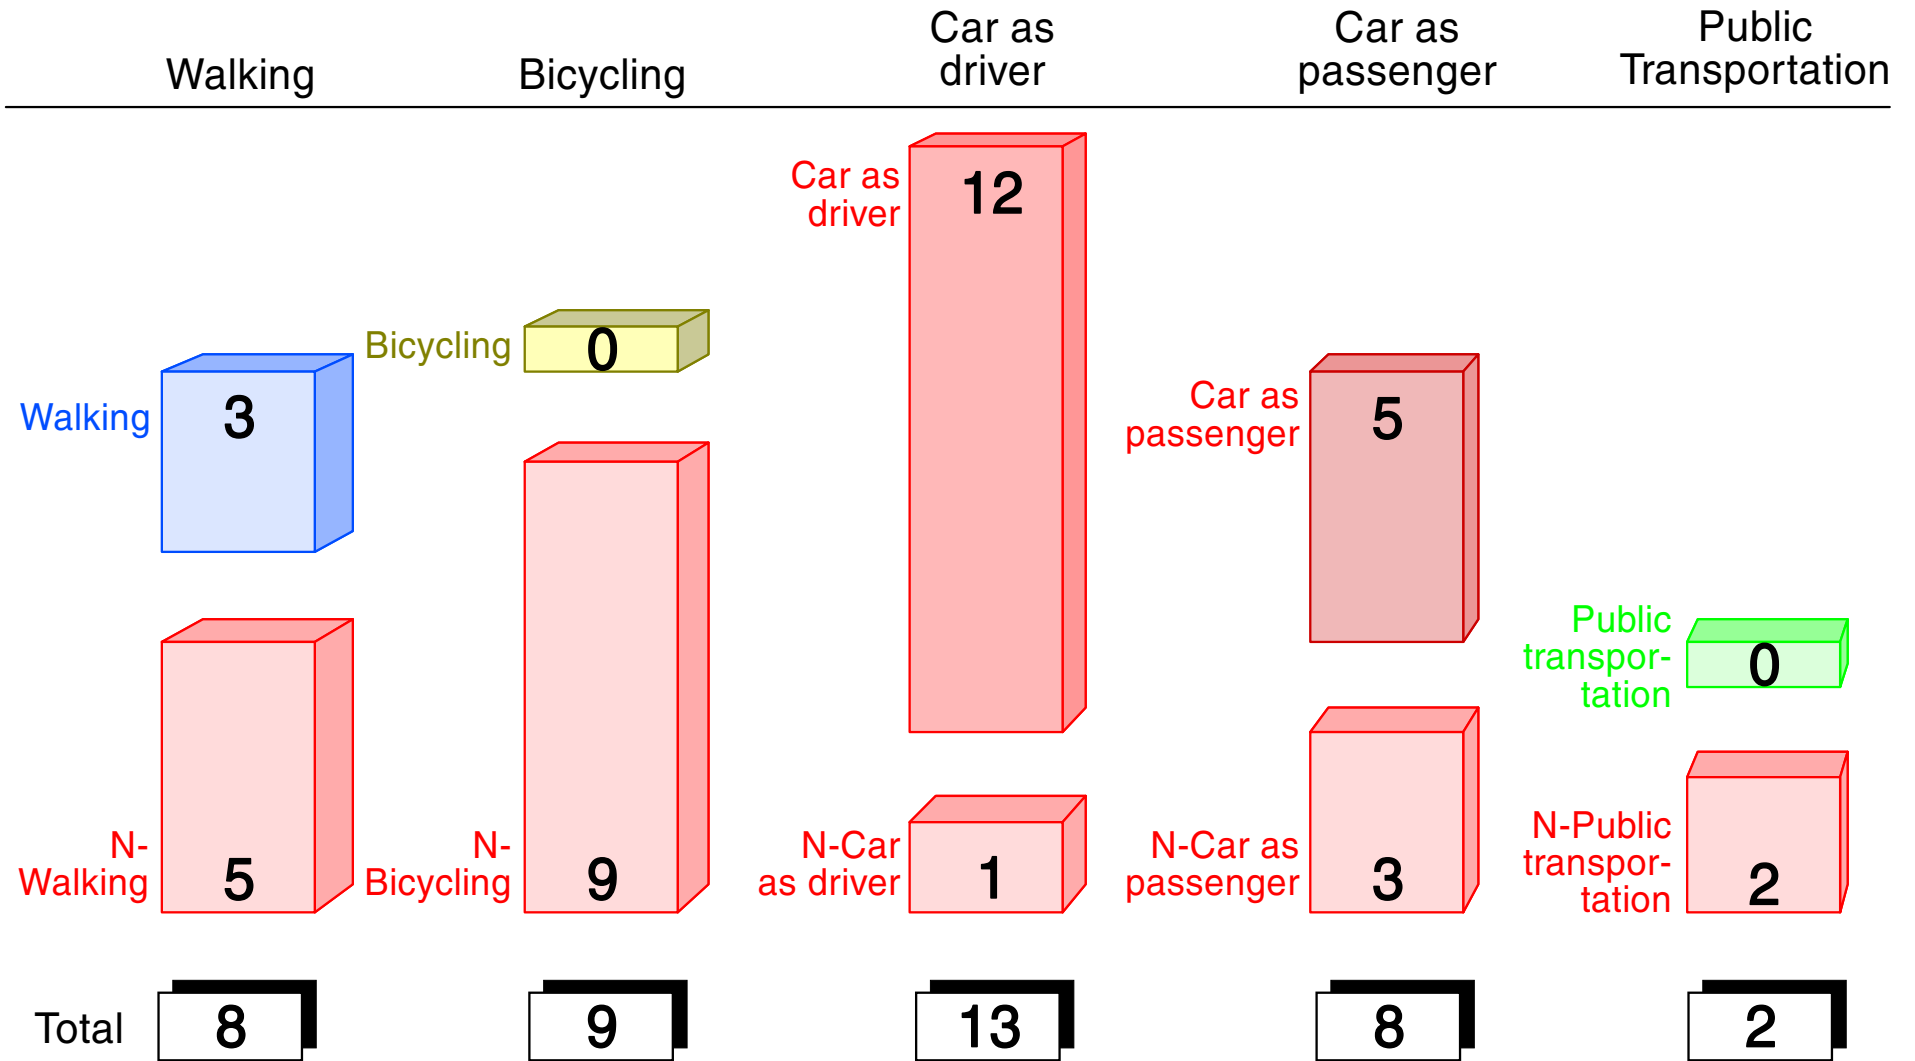 Walking
Bicycling
Car as
driver
Car as
passenger
Public
Transportation
Walking
3
N-
Walking
5
Bicycling
0
N-
Bicycling
9
Car as
driver
12
N-Car
as driver
1
Car as
passenger
5
N-Car as
passenger
3
Public
transpor-
tation
0
N-Public
transpor-
tation
2
Total
8
9
13
8
2